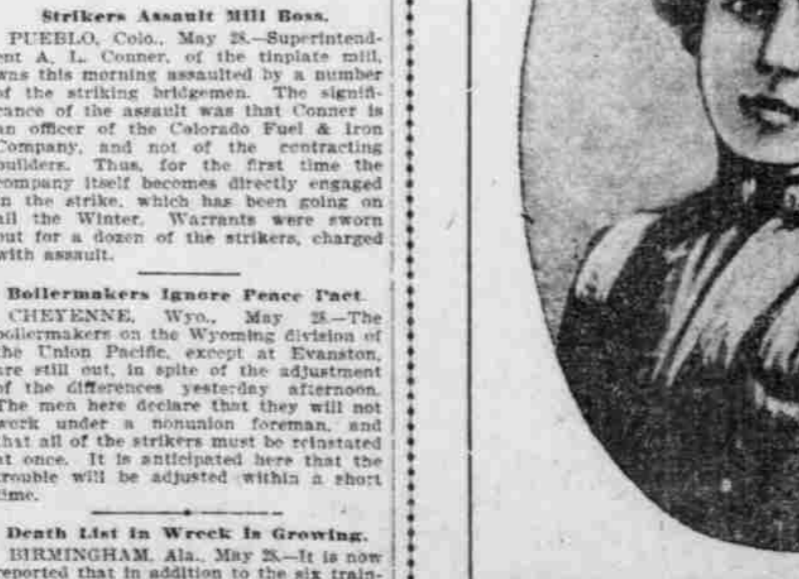 Strikers Assault Mill Boss.
PUEBLO, Colo., May 28.—Superintend-
ent A. L. Conner, of the tinplate mill,
was this morning assaulted by a number
of the striking bridgemen. The signifi-
cance of the assault was that Conner is
an officer of the Colorado Fuel & Iron
Company, and not of the contracting
builders. Thus, for the first time the
company itself becomes directly engaged
in the strike, which has been going on
all the Winter. Warrants were sworn
out for a dozen of the strikers, charged
with assault.
Boilermakers Ignore Peace Pact.
CHEYENNE, Wyo., May 28.—The
boilermakers on the Wyoming division of
the Union Pacific, except at Evanston,
are still out, in spite of the adjustment
of the differences yesterday afternoon.
The men here declare that they will not
work under a nonunion foreman, and
that all of the strikers must be reinstated
at once. It is anticipated here that the
trouble will be adjusted within a short
time.
Death List in Wreck Is Growing.
BIRMINGHAM, Ala., May 28.—It is now
reported that in addition to the six train-